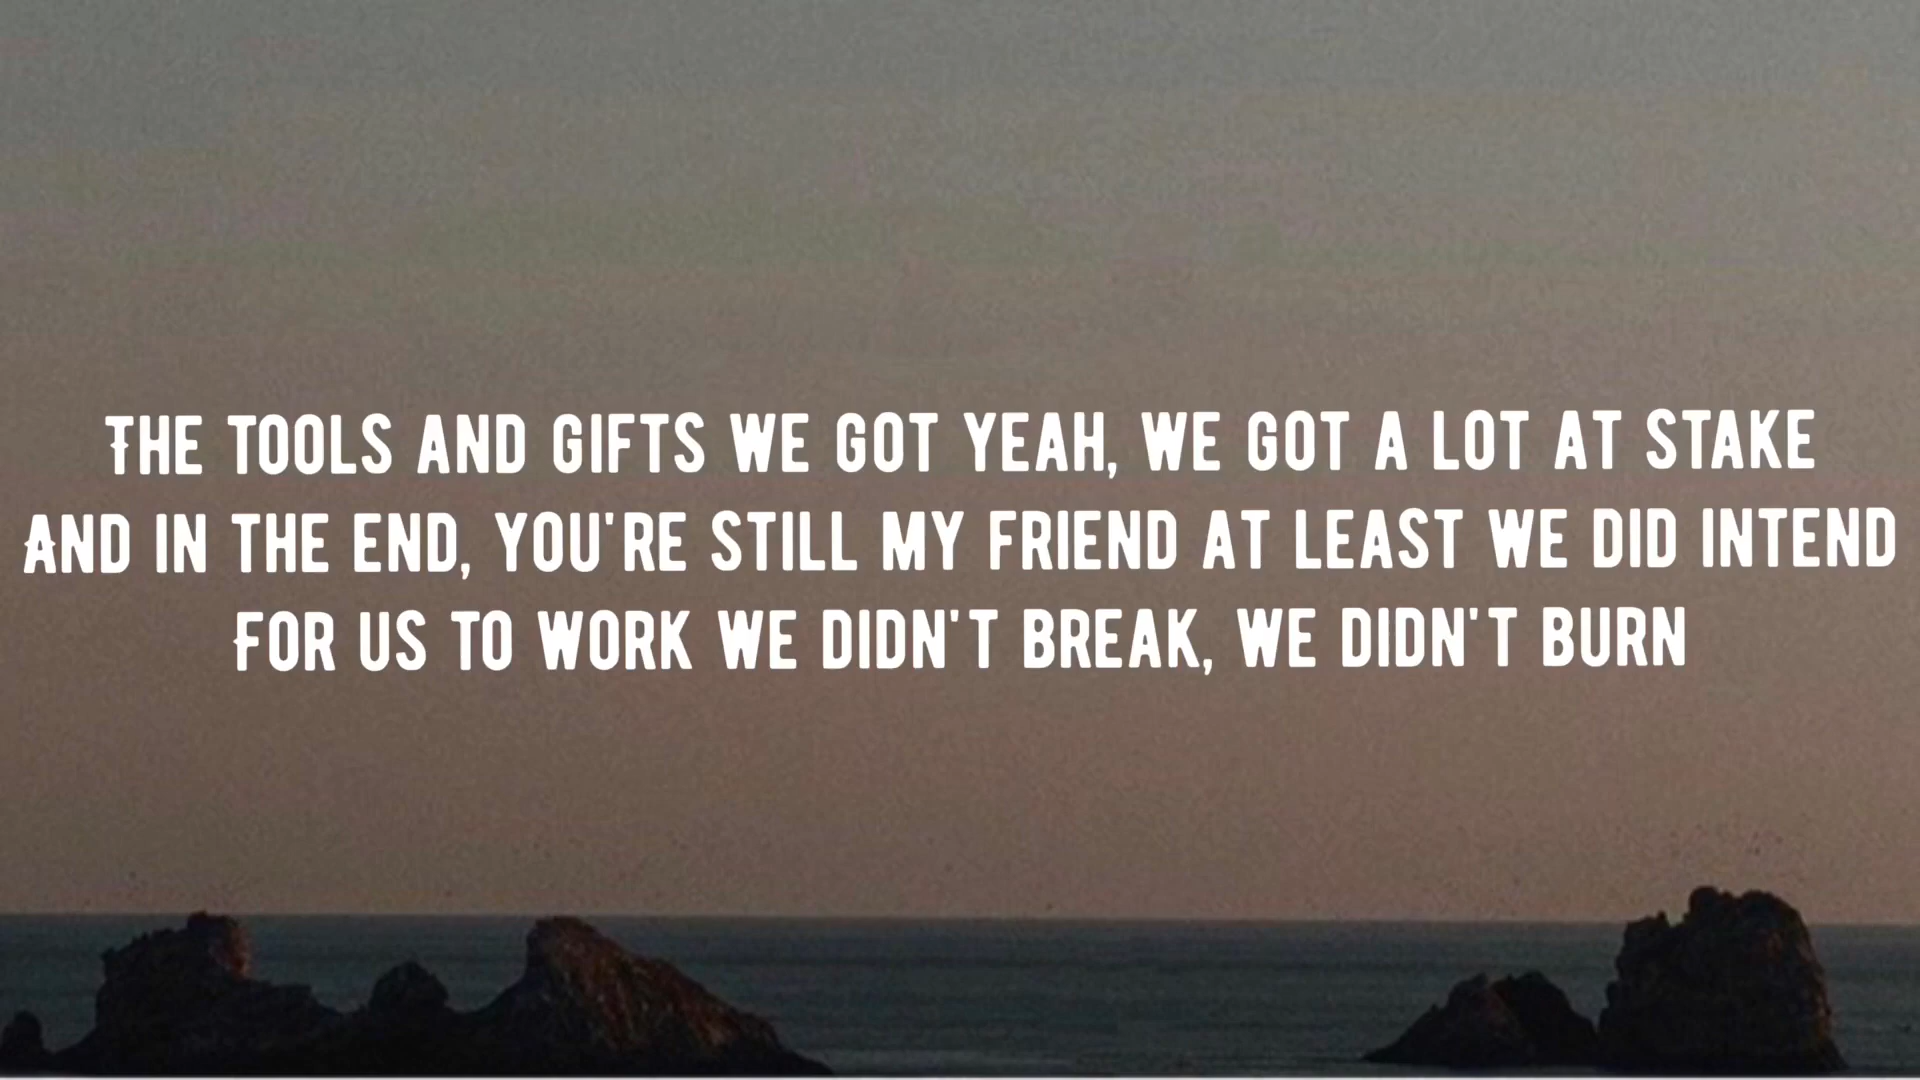 THE TOOLS AND GIFTS WE GOT YEAH, WE GOT A LOT AT STAKE
AND IN THE END, YOU'RE STILL MY FRIEND AT LEAST WE DID INTEND
FOR US TO WORK WE DIDN'T BREAK, WE DIDN'T BURN